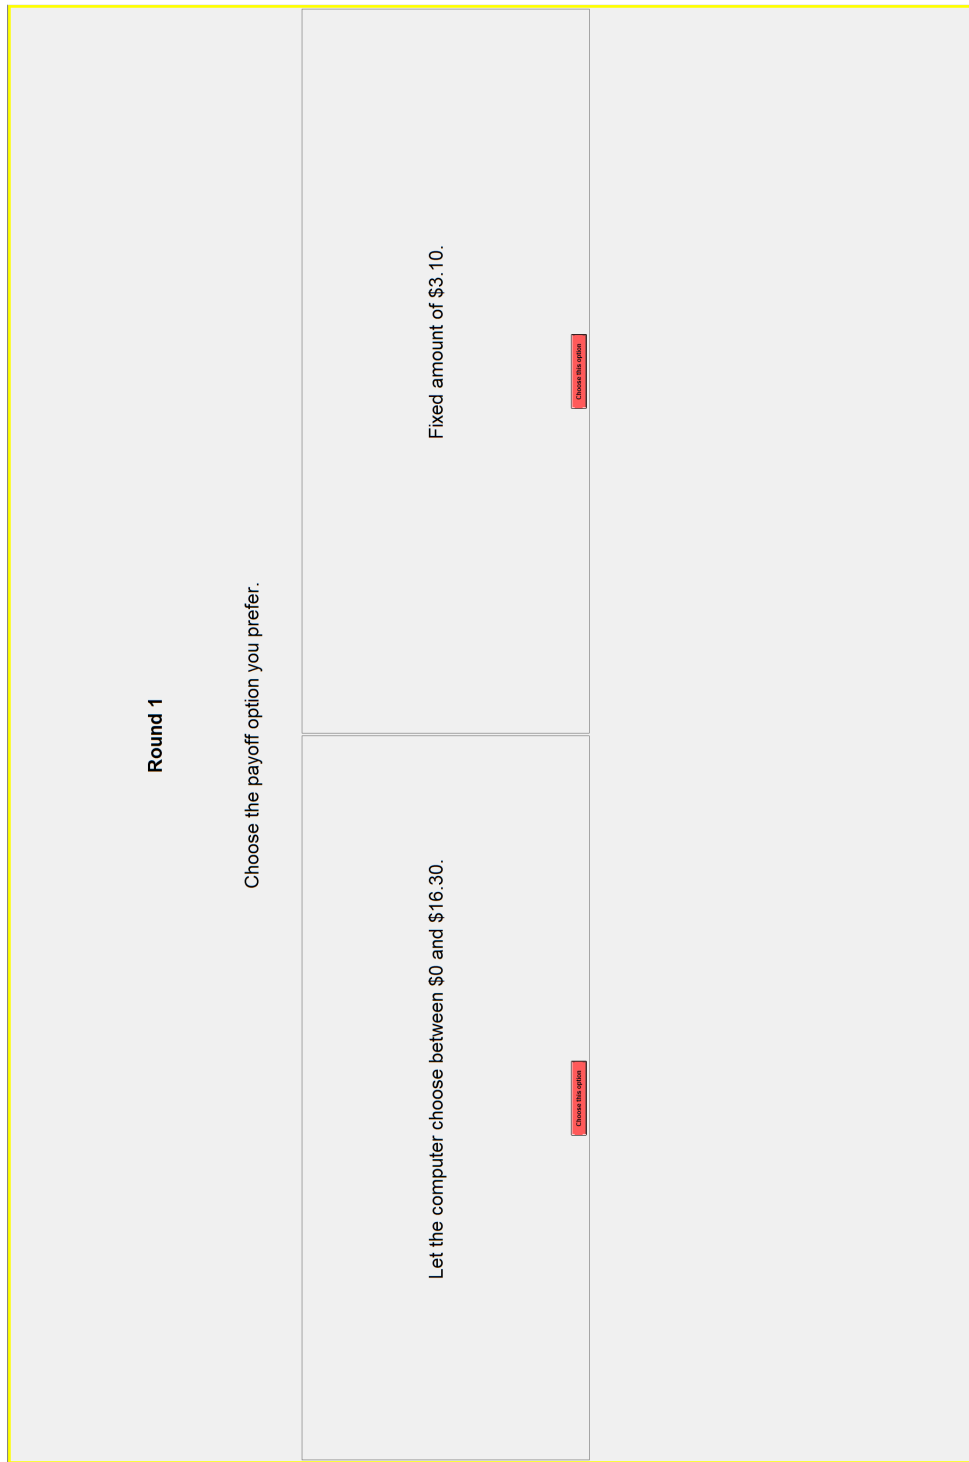 Round 1
Choose the payoff option you prefer.
Let the computer choose between $0 and $16.30.
Choose this option
Fixed amount of $3.10.
Choose this option